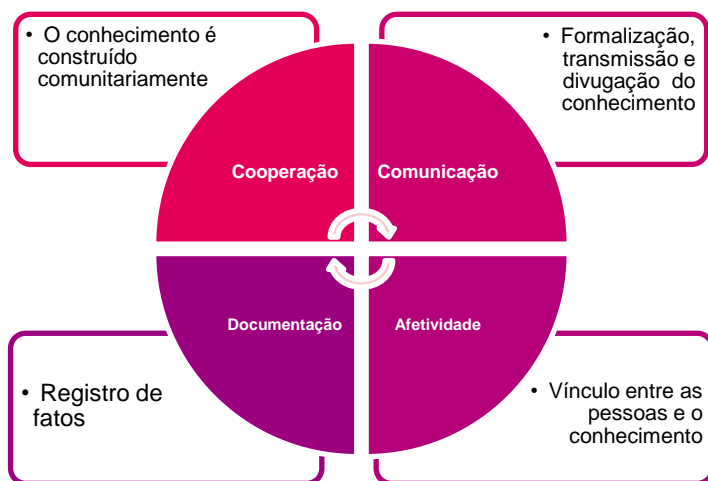 • O conhecimento é
construído
comunitariamente
• Formalização,
transmissão e
divugação do
conhecimento
Cooperação
Comunicação
Documentação
Afetividade
• Registro de
fatos
• Vínculo entre as
pessoas e o
conhecimento